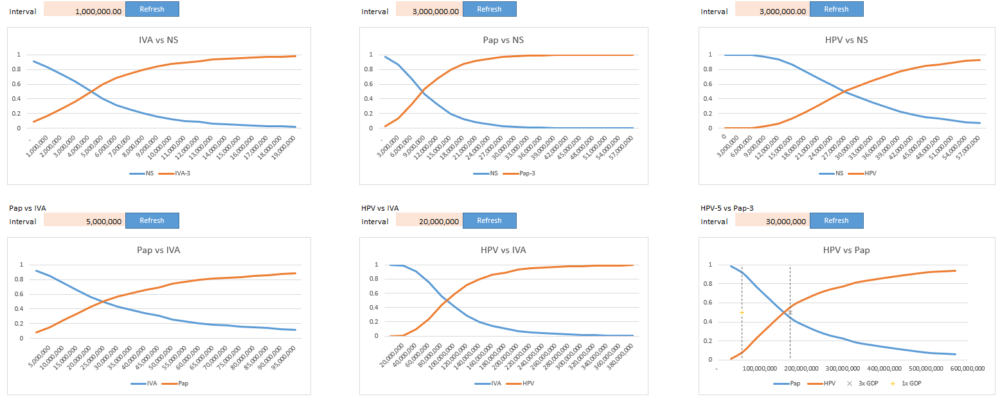 Interval 1,000,000.00 Refresh
IVA vs NS
1
0.8
0.6
0.4
0.2
0
- 1,000,000 2,000,000 3,000,000 4,000,000 5,000,000 6,000,000 7,000,000 8,000,000 9,000,000 10,000,000 11,000,000 12,000,000 13,000,000 14,000,000 15,000,000 16,000,000 17,000,000 18,000,000 19,000,000
NS IVA-3
Interval 3,000,000.00 Refresh
Pap vs NS
1
0.8
0.6
0.4
0.2
0
- 3,000,000 6,000,000 9,000,000 12,000,000 15,000,000 18,000,000 21,000,000 24,000,000 27,000,000 30,000,000 33,000,000 36,000,000 39,000,000 42,000,000 45,000,000 48,000,000 51,000,000 54,000,000 57,000,000
NS Pap-3
Interval 3,000,000.00 Refresh
HPV vs NS
1
0.8
0.6
0.4
0.2
0
0 3,000,000 6,000,000 9,000,000 12,000,000 15,000,000 18,000,000 21,000,000 24,000,000 27,000,000 30,000,000 33,000,000 36,000,000 39,000,000 42,000,000 45,000,000 48,000,000 51,000,000 54,000,000 57,000,000
NS HPV
Pap vs IVA
Interval 5,000,000 Refresh
Pap vs IVA
1
0.8
0.6
0.4
0.2
0
5,000,000 10,000,000 15,000,000 20,000,000 25,000,000 30,000,000 35,000,000 40,000,000 45,000,000 50,000,000 55,000,000 60,000,000 65,000,000 70,000,000 75,000,000 80,000,000 85,000,000 90,000,000 95,000,000
IVA Pap
HPV vs IVA
Interval 20,000,000 Refresh
HPV vs IVA
1
0.8
0.6
0.4
0.2
0
20,000,000 40,000,000 60,000,000 80,000,000 100,000,000 120,000,000 140,000,000 160,000,000 180,000,000 200,000,000 220,000,000 240,000,000 260,000,000 280,000,000 300,000,000 320,000,000 340,000,000 360,000,000 380,000,000
IVA HPV
HPV-5 vs Pap-3
Interval 30,000,000 Refresh
HPV vs Pap
1
0.8
0.6
0.4
0.2
0
- 100,000,000 200,000,000 300,000,000 400,000,000 500,000,000 600,000,000
Pap HPV 3x GDP 1x GDP